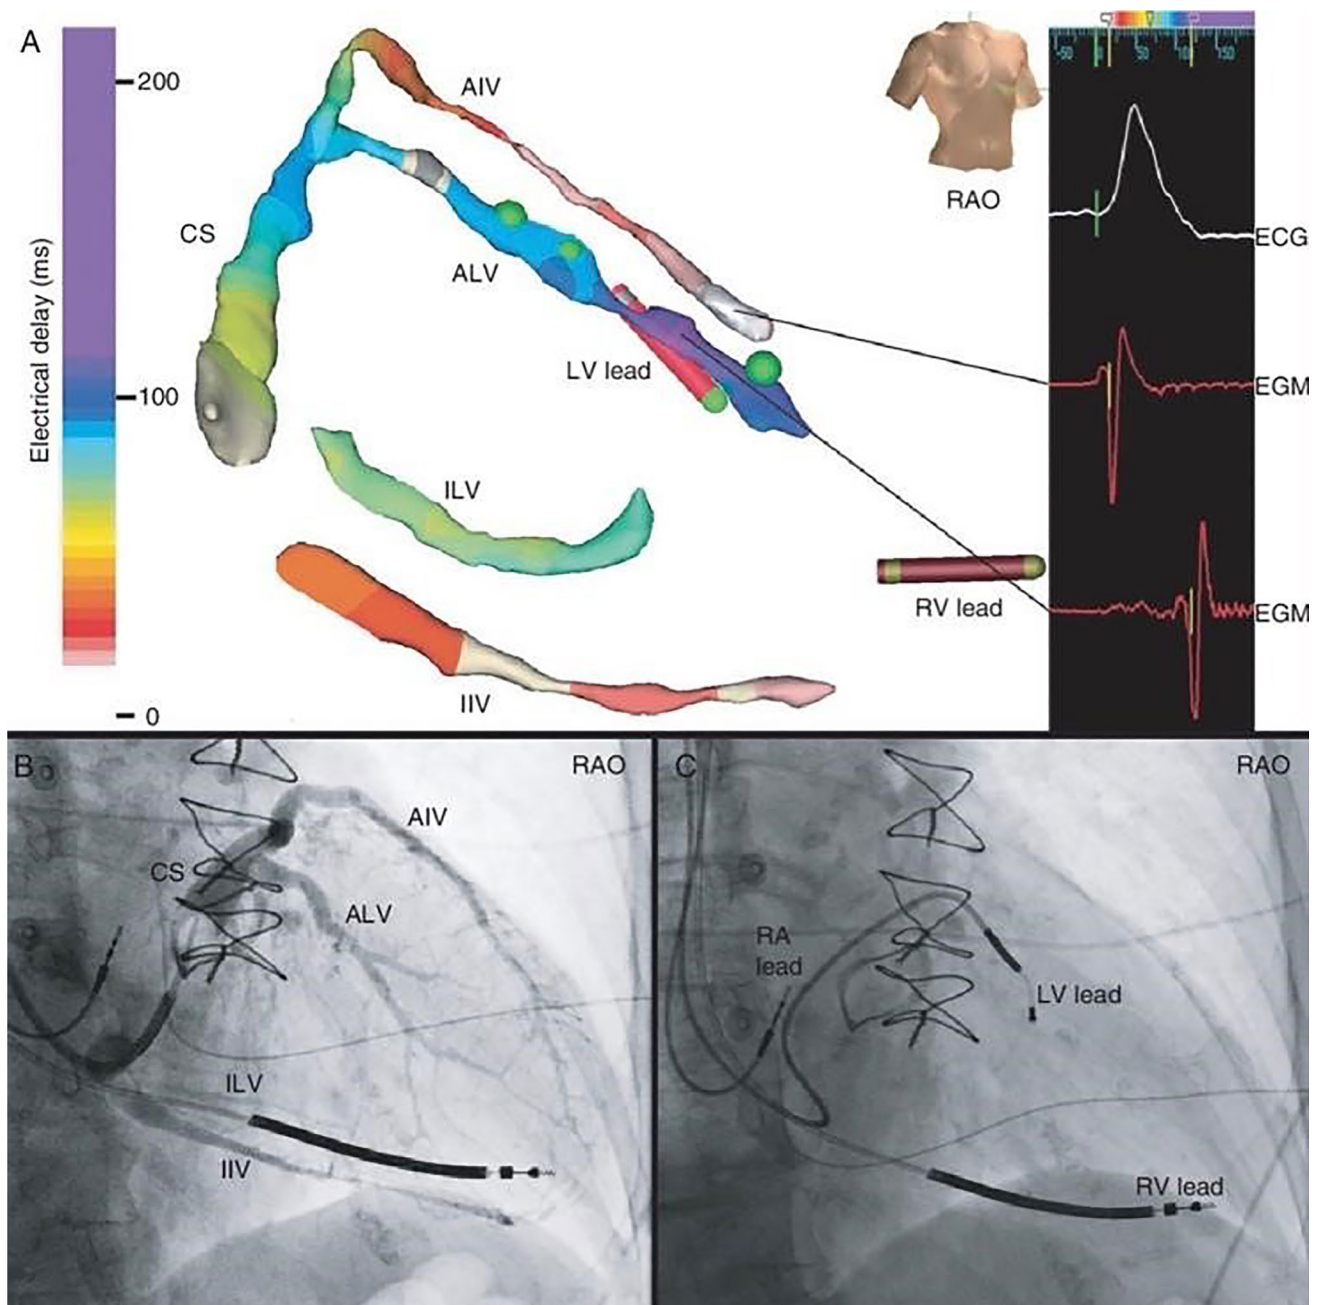 A
200
100
0
Electrical delay (ms)
AIV
CS
ALV
LV lead
ILV
IIV
RAO
RV lead
-50
0
50
100
150
ECG
EGM
EGM
B
RAO
AIV
CS
ALV
ILV
IIV
C
RAO
RA
lead
LV lead
RV lead